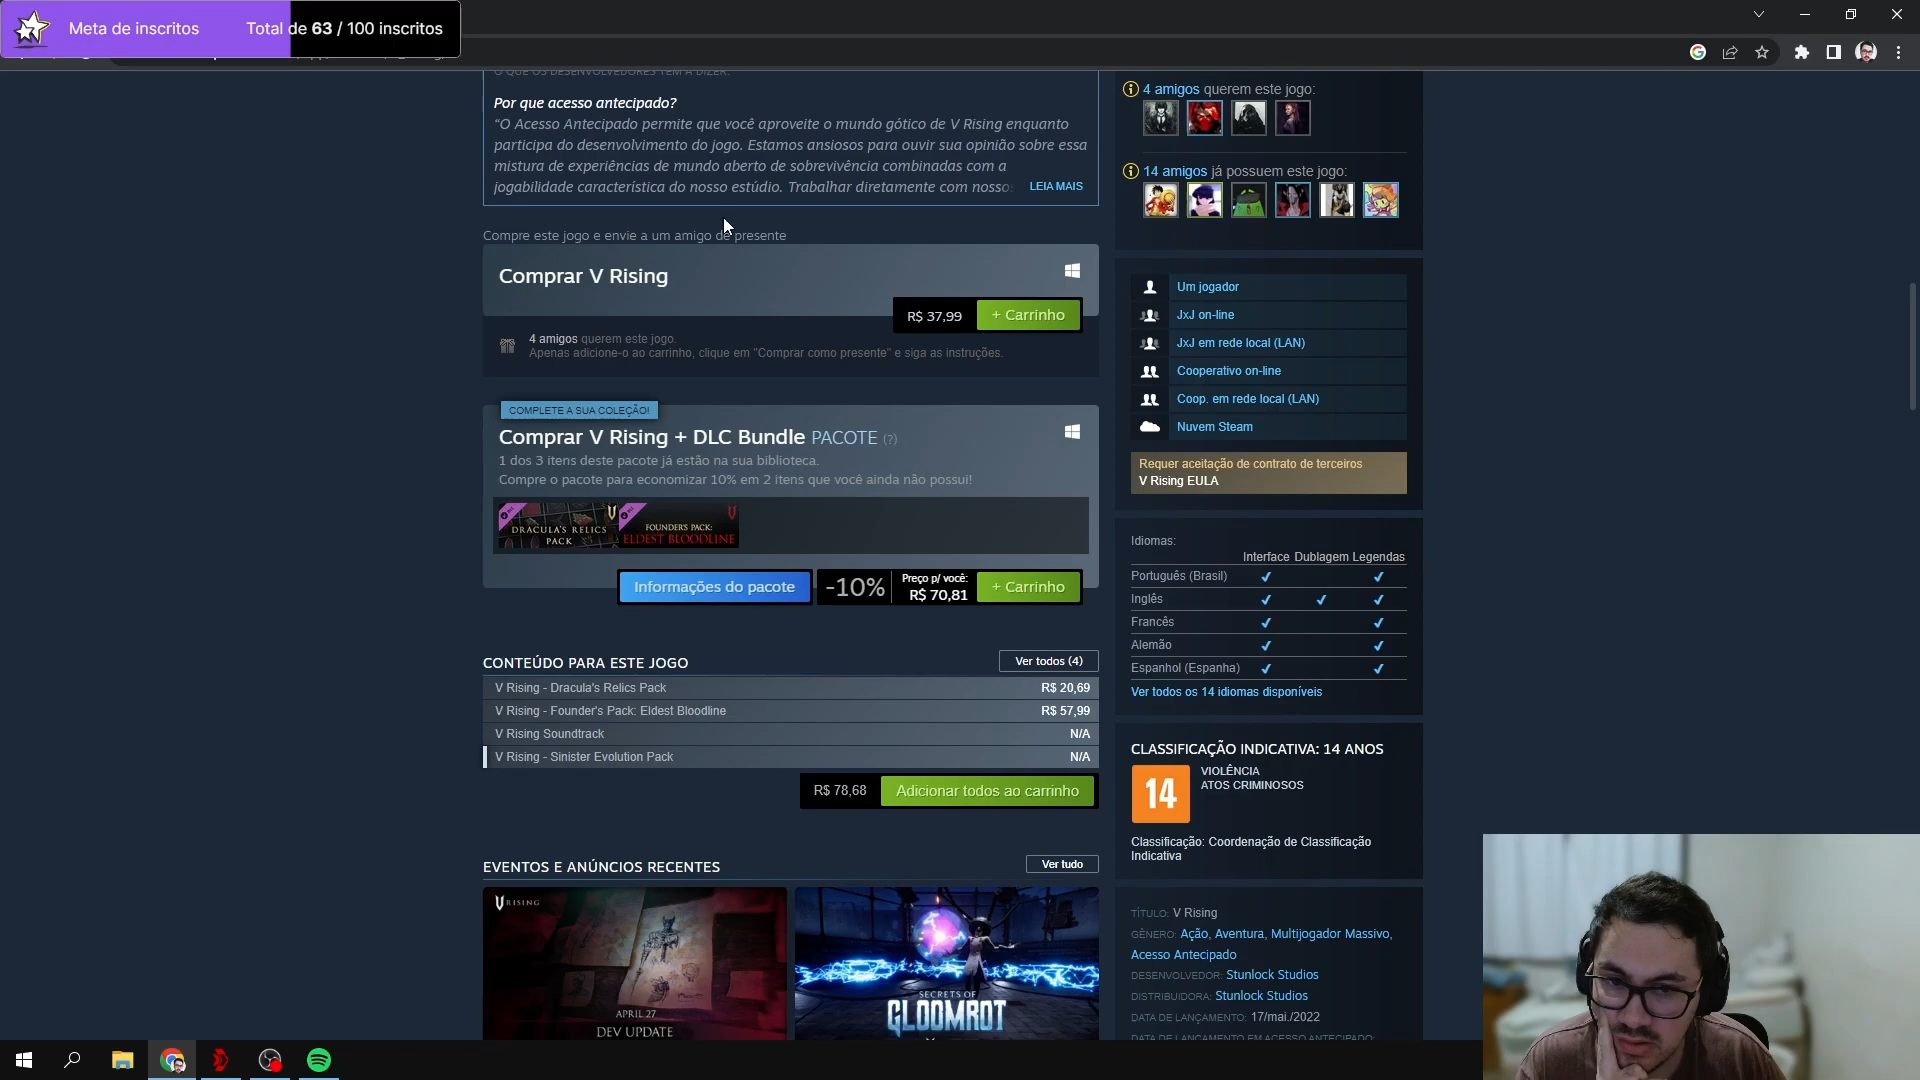 Meta de inscritos
Total de 63 / 100 inscritos
O QUE OS DESENVOLVEDORES TÊM A DIZER:
Por que acesso antecipado?
“O Acesso Antecipado permite que você aproveite o mundo gótico de V Rising enquanto
participa do desenvolvimento do jogo. Estamos ansiosos para ouvir sua opinião sobre essa
mistura de experiências de mundo aberto de sobrevivência combinadas com a
jogabilidade característica do nosso estúdio. Trabalhar diretamente com nosso
LEIA MAIS
Compre este jogo e envie a um amigo de presente
Comprar V Rising
R$ 37,99
+ Carrinho
4 amigos querem este jogo.
Apenas adicione-o ao carrinho, clique em "Comprar como presente" e siga as instruções.
COMPLETE A SUA COLEÇÃO!
Comprar V Rising + DLC Bundle PACOTE (?)
1 dos 3 itens deste pacote já estão na sua biblioteca.
Compre o pacote para economizar 10% em 2 itens que você ainda não possui!
DRACULA'S RELICS
PACK
FOUNDER'S PACK:
ELDEST BLOODLINE
Informações do pacote
-10%
Preço p/ você:
R$ 70,81
+ Carrinho
CONTEÚDO PARA ESTE JOGO
Ver todos (4)
V Rising - Dracula's Relics Pack R$ 20,69
V Rising - Founder's Pack: Eldest Bloodline R$ 57,99
V Rising Soundtrack N/A
V Rising - Sinister Evolution Pack N/A
R$ 78,68
Adicionar todos ao carrinho
EVENTOS E ANÚNCIOS RECENTES
Ver tudo
V RISING
APRIL 27
DEV UPDATE
SECRETS OF
GLOOMROT
4 amigos querem este jogo:
14 amigos já possuem este jogo:
Um jogador
JxJ on-line
JxJ em rede local (LAN)
Cooperativo on-line
Coop. em rede local (LAN)
Nuvem Steam
Requer aceitação de contrato de terceiros
V Rising EULA
Idiomas:
Interface Dublagem Legendas
Português (Brasil) ✔ ✔
Inglês ✔ ✔ ✔
Francês ✔ ✔
Alemão ✔ ✔
Espanhol (Espanha) ✔ ✔
Ver todos os 14 idiomas disponíveis
CLASSIFICAÇÃO INDICATIVA: 14 ANOS
14
VIOLÊNCIA
ATOS CRIMINOSOS
Classificação: Coordenação de Classificação
Indicativa
TÍTULO: V Rising
GÊNERO: Ação, Aventura, Multijogador Massivo,
Acesso Antecipado
DESENVOLVEDOR: Stunlock Studios
DISTRIBUIDORA: Stunlock Studios
DATA DE LANÇAMENTO: 17/mai./2022
DATA DE LANÇAMENTO EM ACESSO ANTECIPADO: